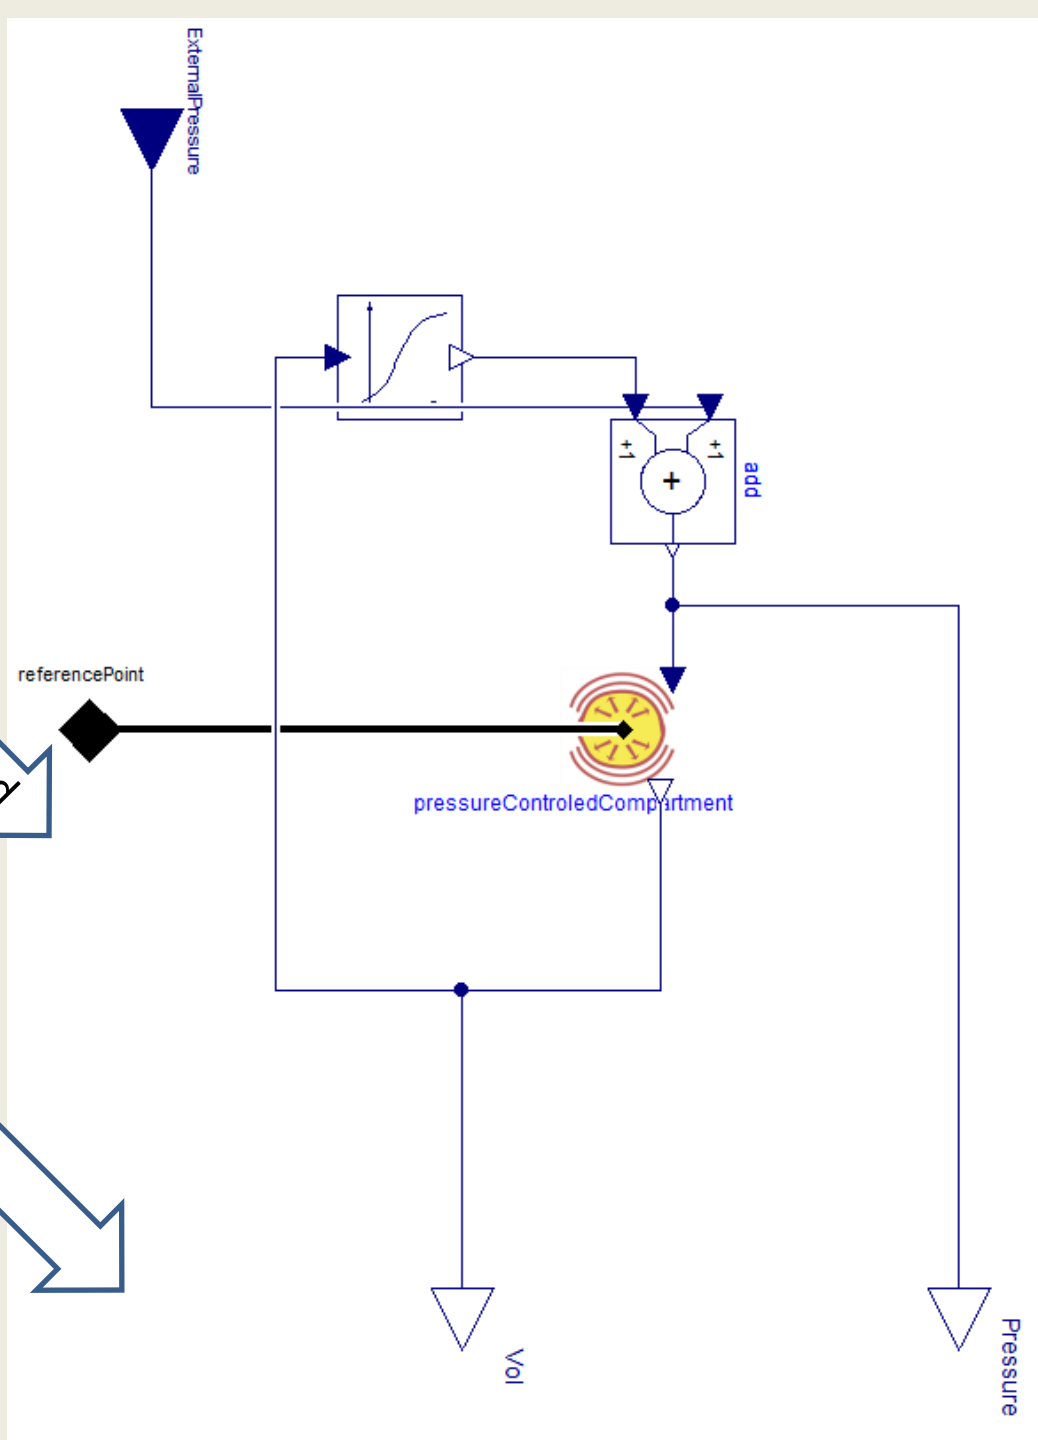 ExternalPressure
+1
+1
+
add
referencePoint
pressureControledCompartment
Vol
Pressure